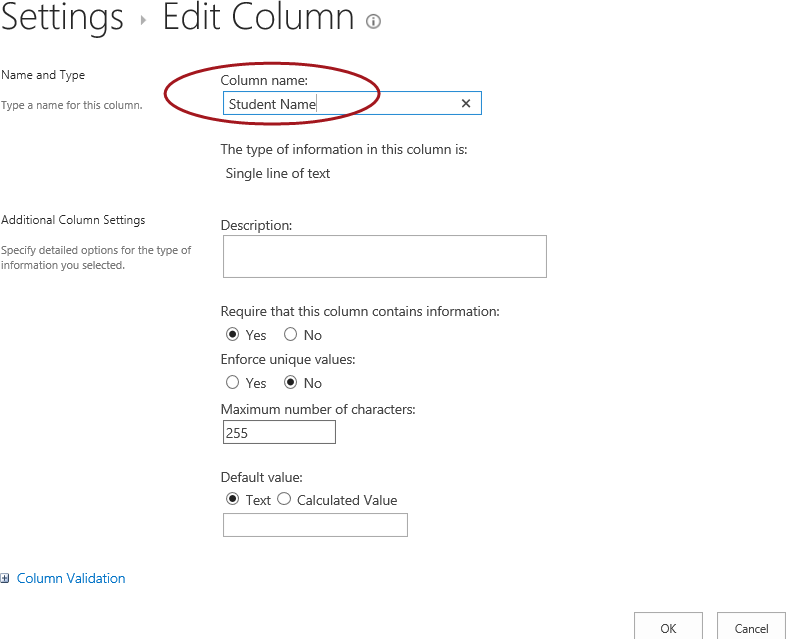 Settings › Edit Column
Name and Type
Type a name for this column.
Column name:
Student Name
The type of information in this column is:
Single line of text
Additional Column Settings
Specify detailed options for the type of
information you selected.
Description:
Require that this column contains information:
Yes No
Enforce unique values:
Yes No
Maximum number of characters:
255
Default value:
Text Calculated Value
Column Validation
OK Cancel